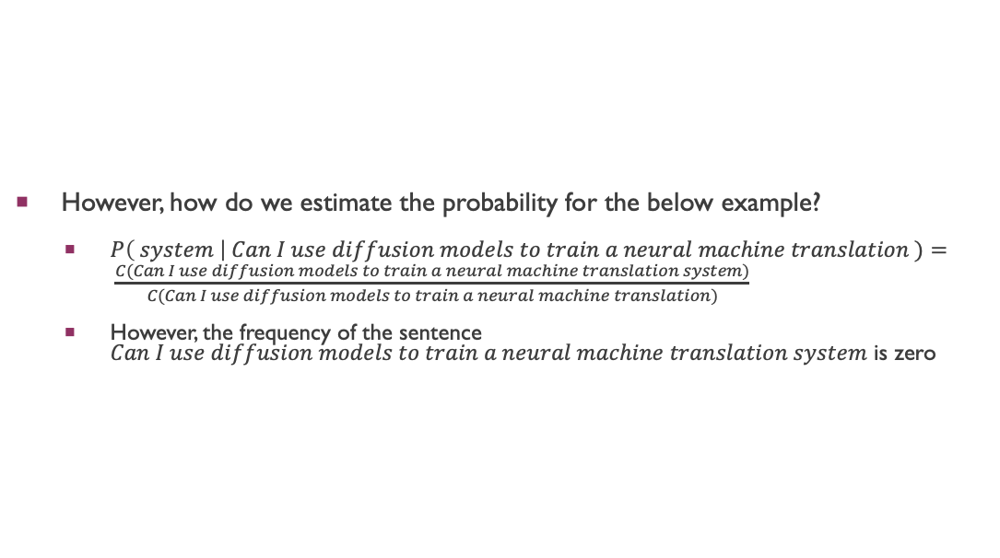 ▪ However, how do we estimate the probability for the below example?
▪ P( system | Can I use diffusion models to train a neural machine translation ) =
C(Can I use diffusion models to train a neural machine translation system)
C(Can I use diffusion models to train a neural machine translation)
▪ However, the frequency of the sentence
Can I use diffusion models to train a neural machine translation system is zero